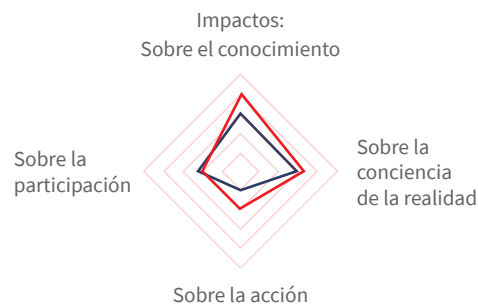 Impactos:
Sobre el conocimiento
Sobre la
participación
Sobre la
conciencia
de la realidad
Sobre la acción